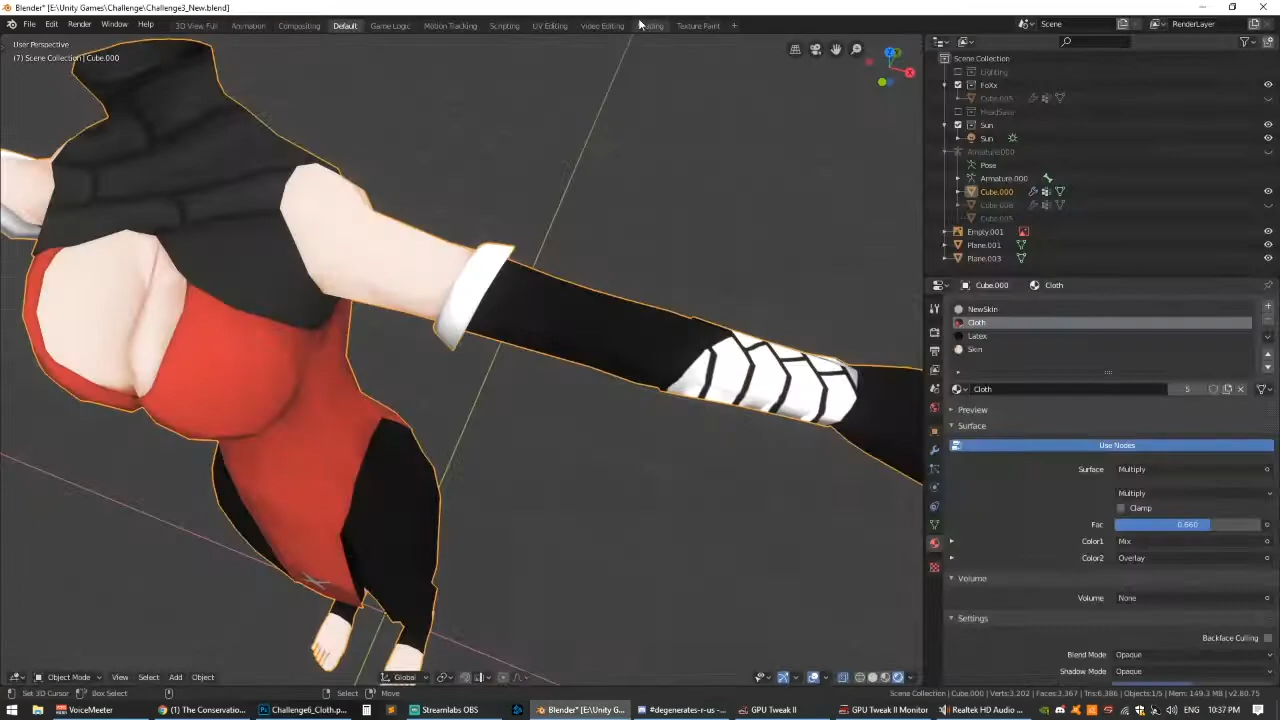 Blender* [E:\Unity Games\Challenge\Challenge3_New.blend]
File Edit Render Window Help 3D View Full Animation Compositing Default Game Logic Motion Tracking Scripting UV Editing Video Editing Texture Paint + Scene RenderLayer
User Perspective
(7) Scene Collection | Cube.000
Scene Collection
Lighting
FoXx
Cube.005
HeadSave
Sun
Sun
Armature.000
Pose
Armature.000
Cube.000
Cube.008
Cube.005
Empty.001
Plane.001
Plane.003
Cube.000 Cloth
NewSkin
Cloth
Latex
Skin
Cloth 5
Preview
Surface
Use Nodes
Surface Multiply
Multiply
Clamp
Fac 0.660
Color1 Mix
Color2 Overlay
Volume
Volume None
Settings
Backface Culling
Blend Mode Opaque
Shadow Mode Opaque
Object Mode View Select Add Object Global
Set 3D Cursor Box Select Select Move Scene Collection | Cube.000 | Verts:3,202 | Faces:3,367 | Tris:6,386 | Objects:1/5 | Mem: 149.3 MB | v2.80.75
VoiceMeeter (1) The Conservatio... Challenge6_Cloth.p... Streamlabs OBS Blender* [E:\Unity G... #degenerates-r-us -... GPU Tweak II GPU Tweak II Monitor Realtek HD Audio ... ENG 10:37 PM